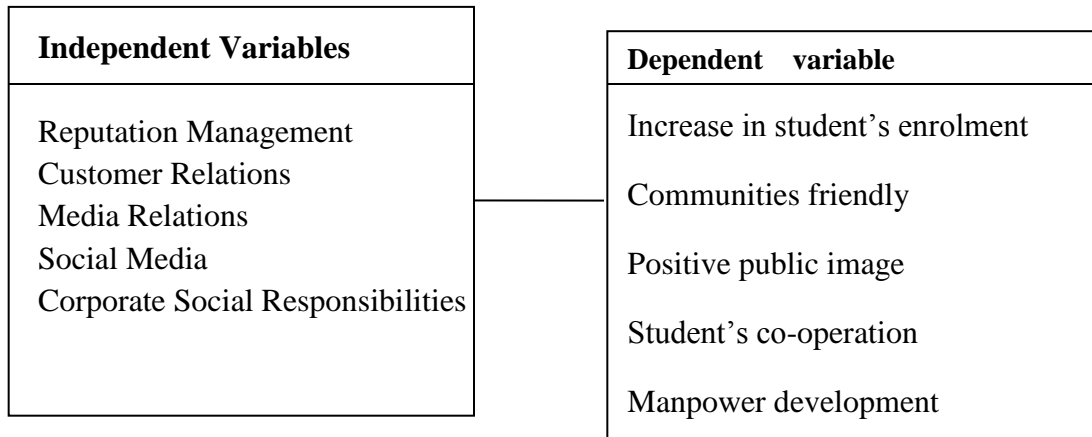 Independent Variables
Reputation Management
Customer Relations
Media Relations
Social Media
Corporate Social Responsibilities
Dependent variable
Increase in student’s enrolment
Communities friendly
Positive public image
Student’s co-operation
Manpower development